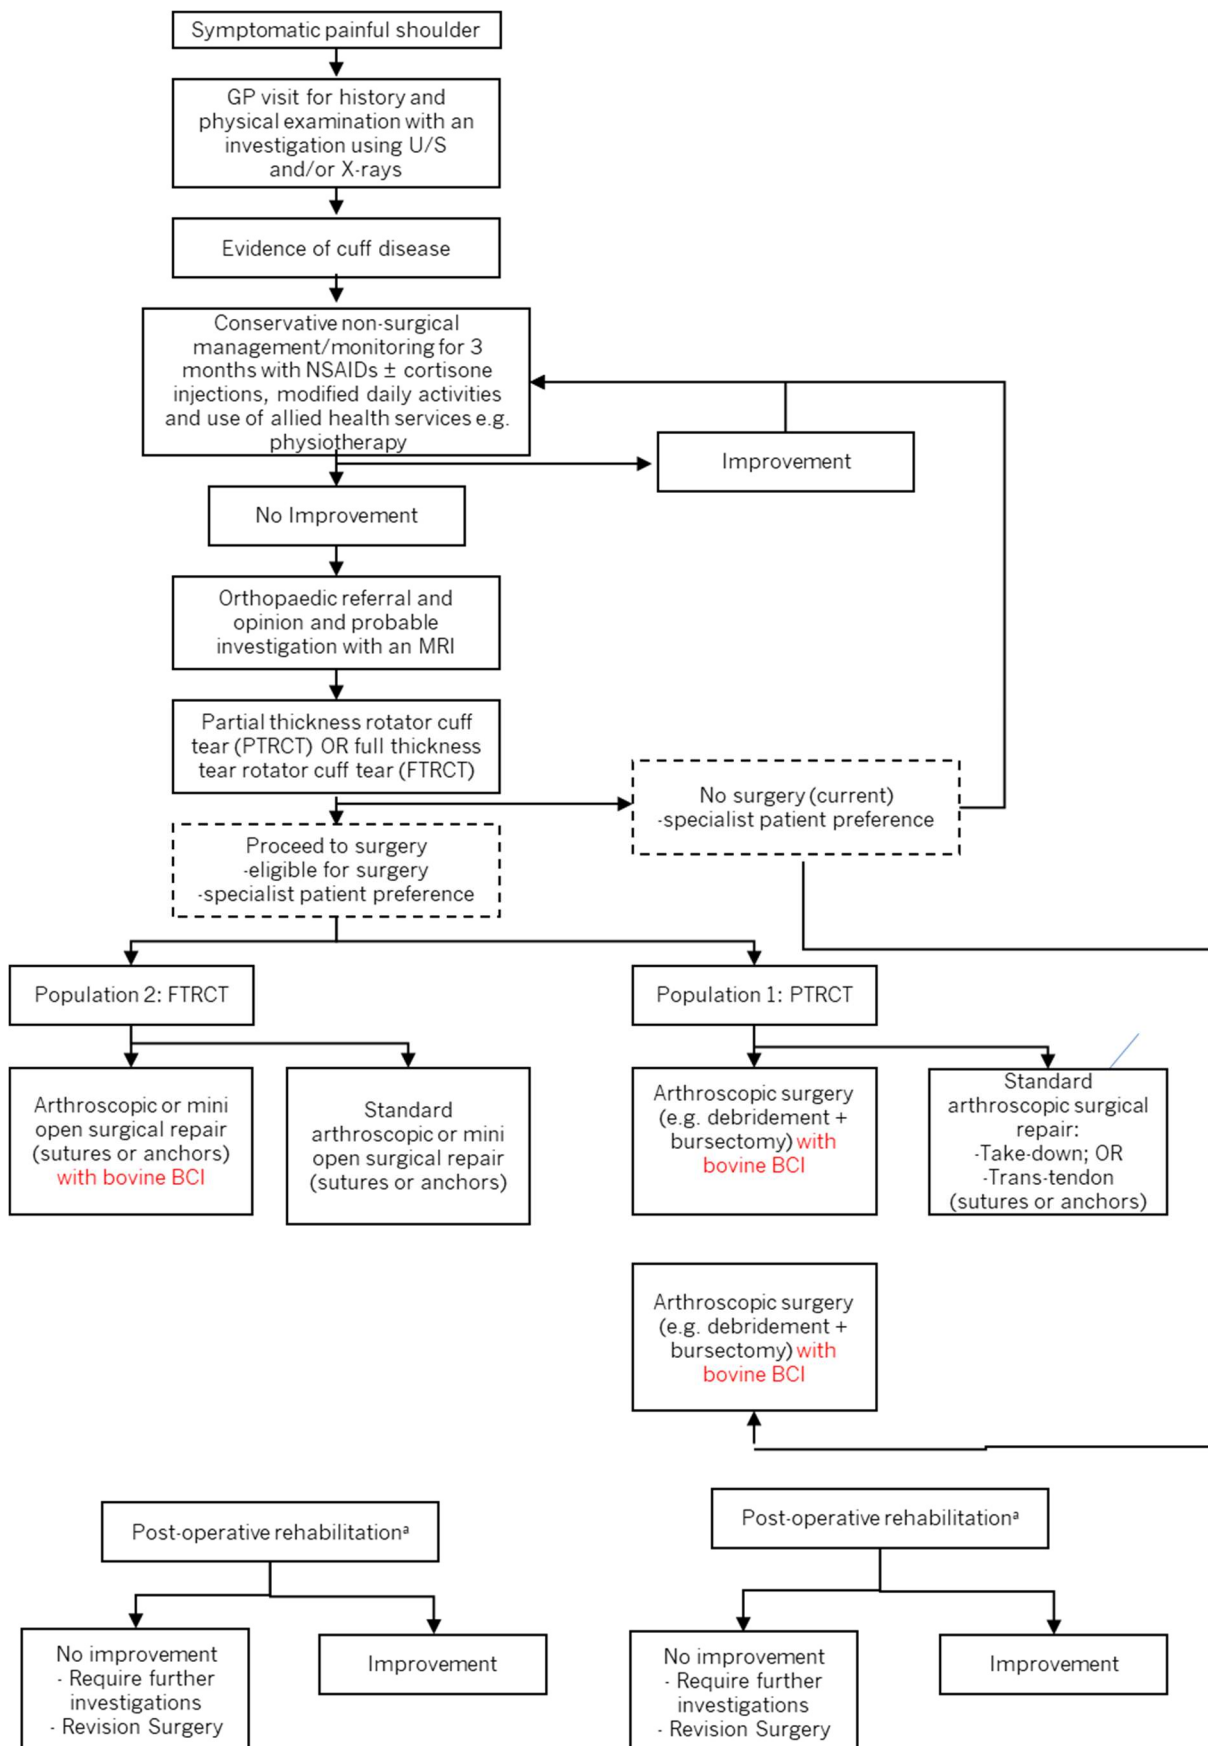 Symptomatic painful shoulder
GP visit for history and
physical examination with an
investigation using U/S
and/or X-rays
Evidence of cuff disease
Conservative non-surgical
management/monitoring for 3
months with NSAIDs ± cortisone
injections, modified daily activities
and use of allied health services e.g.
physiotherapy
Improvement
No Improvement
Orthopaedic referral and
opinion and probable
investigation with an MRI
Partial thickness rotator cuff
tear (PTRCT) OR full thickness
tear rotator cuff tear (FTRCT)
No surgery (current)
-specialist patient preference
Proceed to surgery
-eligible for surgery
-specialist patient preference
Population 2: FTRCT
Population 1: PTRCT
Arthroscopic or mini
open surgical repair
(sutures or anchors)
with bovine BCI
Standard
arthroscopic or mini
open surgical repair
(sutures or anchors)
Arthroscopic surgery
(e.g. debridement +
bursectomy) with
bovine BCI
Standard
arthroscopic surgical
repair:
-Take-down; OR
-Trans-tendon
(sutures or anchors)
Arthroscopic surgery
(e.g. debridement +
bursectomy) with
bovine BCI
Post-operative rehabilitationᵃ
Post-operative rehabilitationᵃ
No improvement
- Require further
investigations
- Revision Surgery
Improvement
No improvement
- Require further
investigations
- Revision Surgery
Improvement